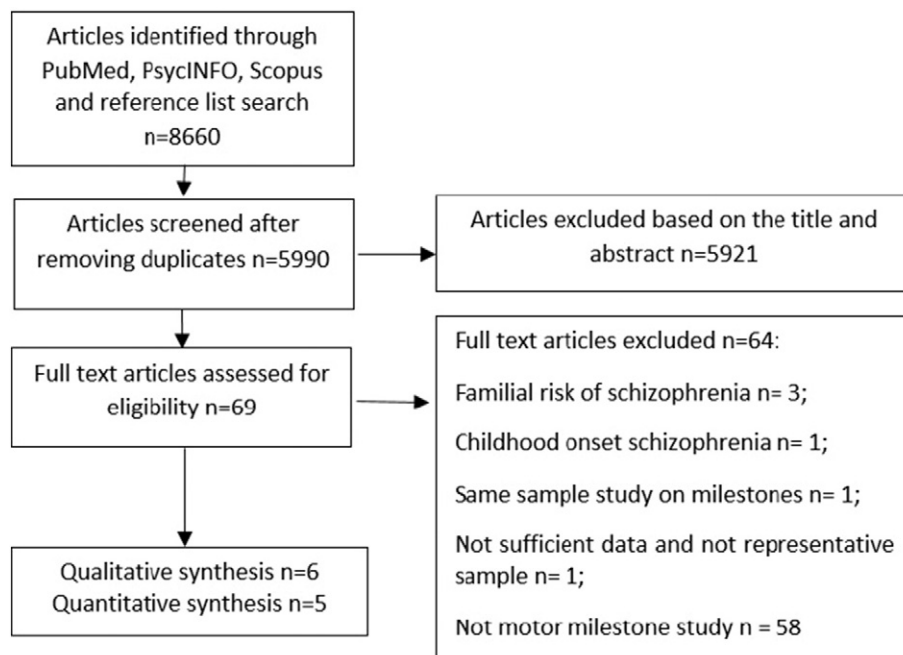 Articles identified through
PubMed, PsycINFO, Scopus
and reference list search
n=8660
Articles screened after
removing duplicates n=5990
Articles excluded based on the title and
abstract n=5921
Full text articles assessed for
eligibility n=69
Full text articles excluded n=64:
Familial risk of schizophrenia n= 3;
Childhood onset schizophrenia n= 1;
Same sample study on milestones n= 1;
Not sufficient data and not representative
sample n= 1;
Not motor milestone study n = 58
Qualitative synthesis n=6
Quantitative synthesis n=5